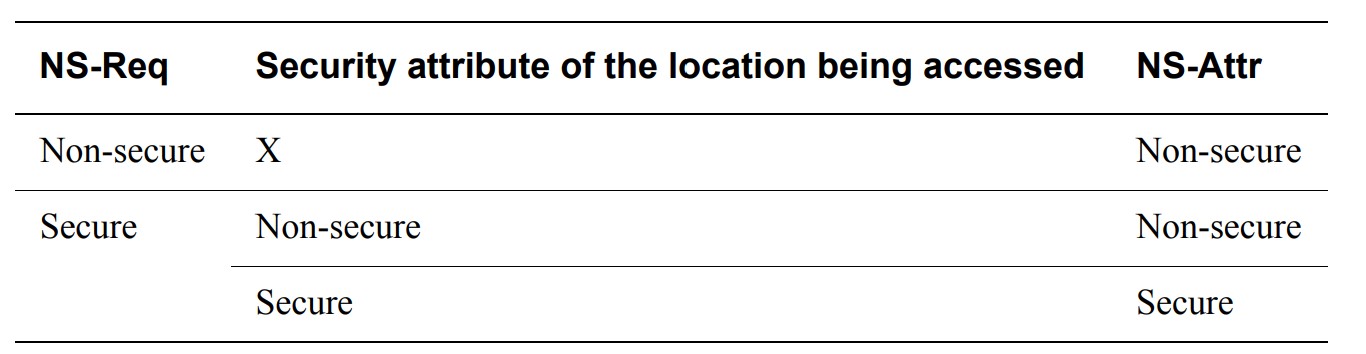 NS-Req Security attribute of the location being accessed NS-Attr
Non-secure X Non-secure
Secure Non-secure Non-secure
Secure Secure